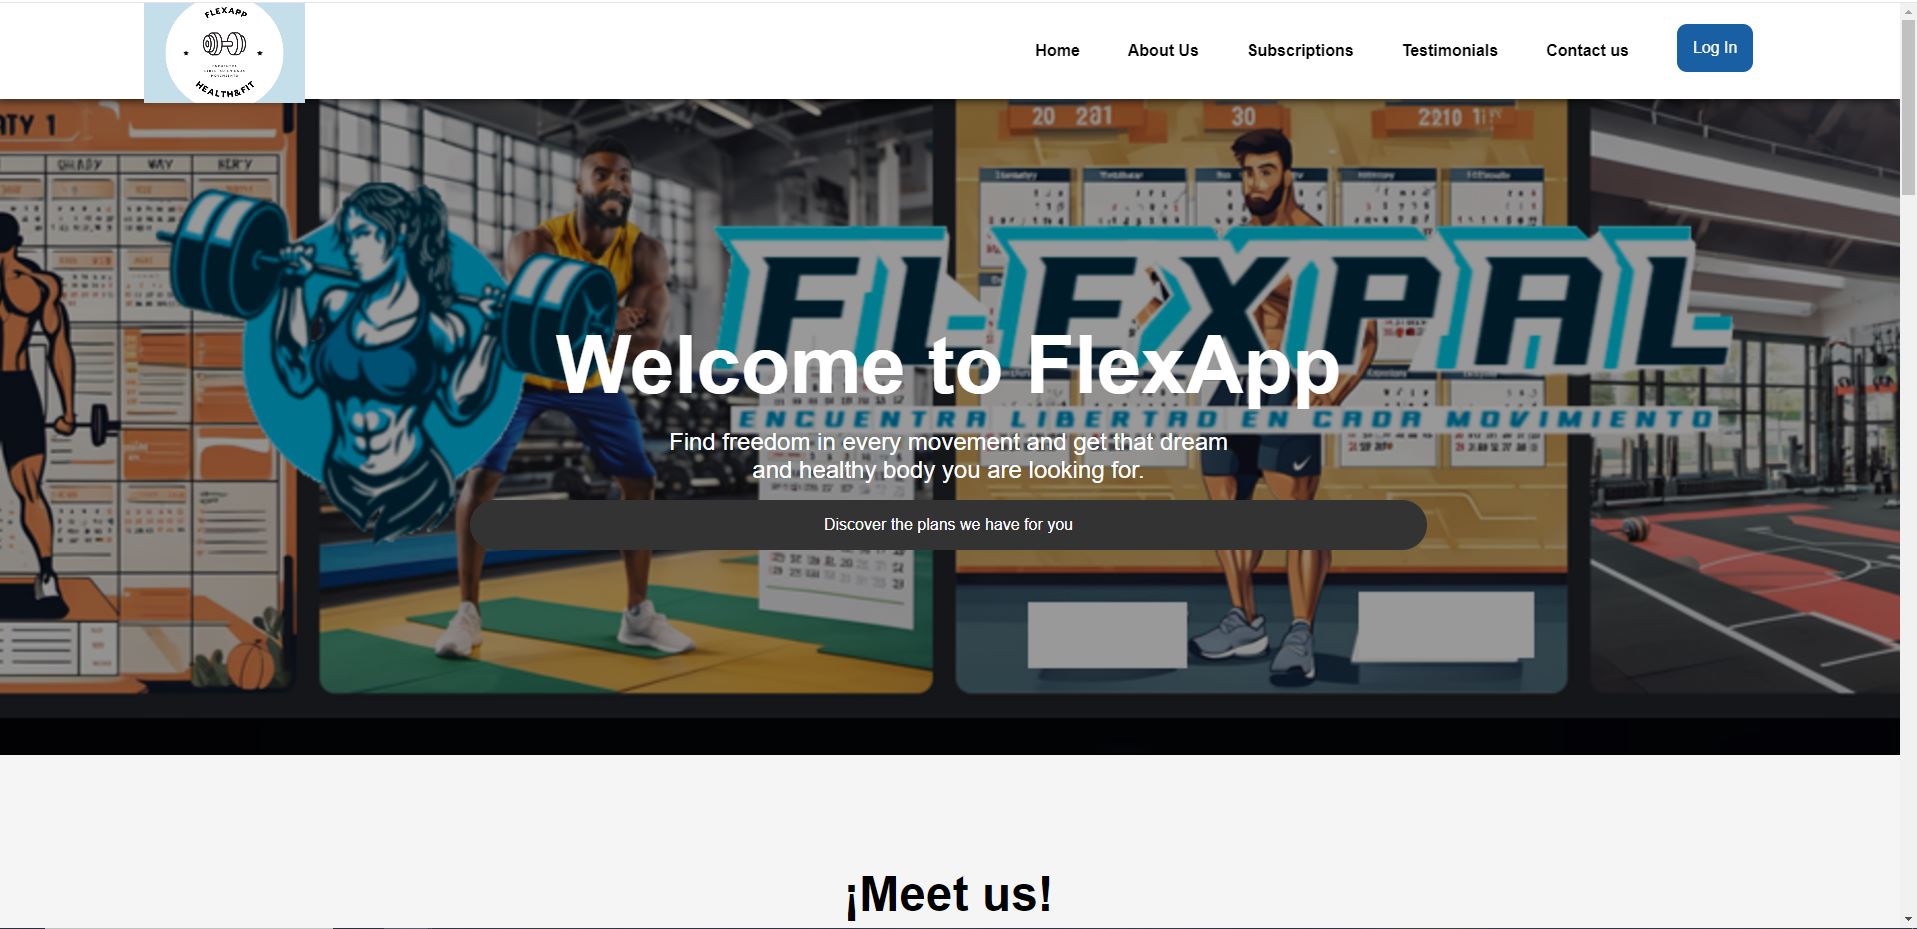 FLEXAPP
HEALTH&FIT
Home
About Us
Subscriptions
Testimonials
Contact us
Log In
20
30
FLEXPAL
Welcome to FlexApp
ENCUENTRA LIBERTAD EN CADA MOVIMIENTO
Find freedom in every movement and get that dream
and healthy body you are looking for.
Discover the plans we have for you
¡Meet us!